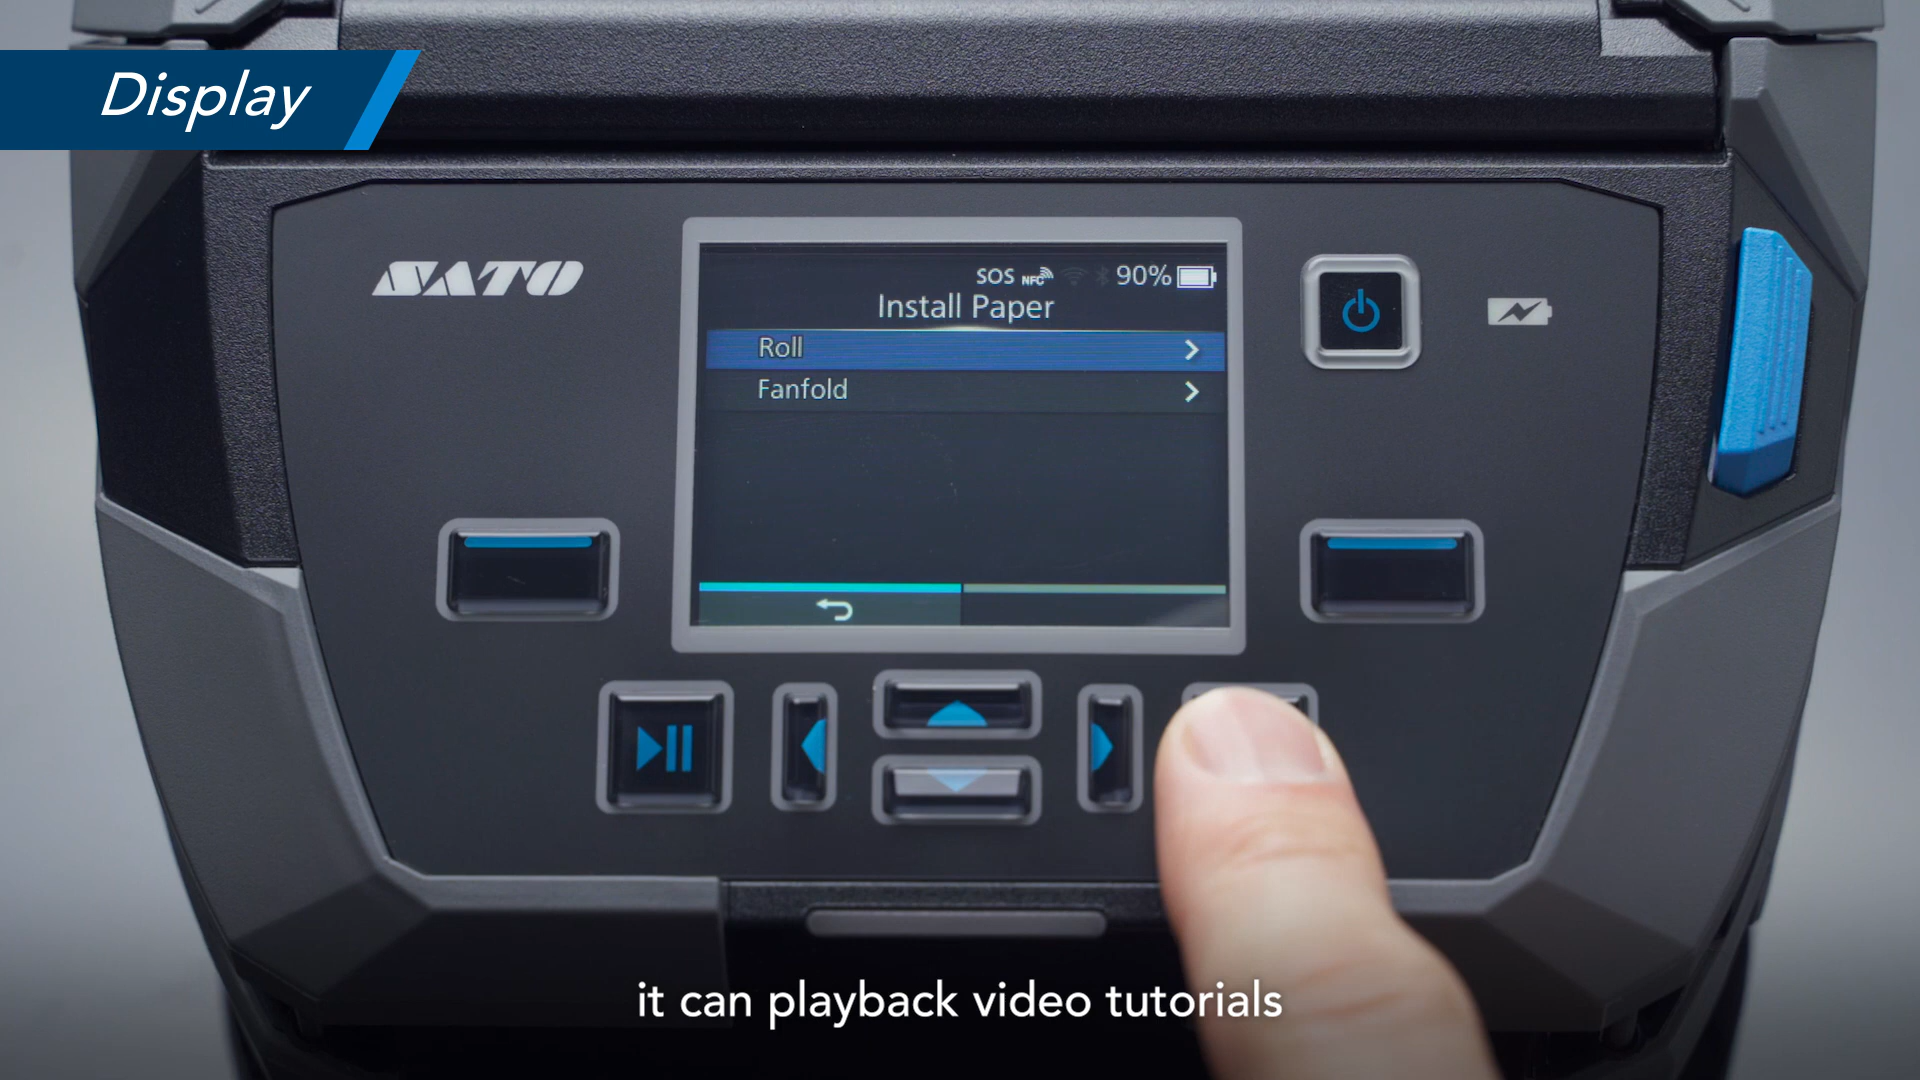 Display
SATO
SOS NFC 90%
Install Paper
Roll
Fanfold
it can playback video tutorials